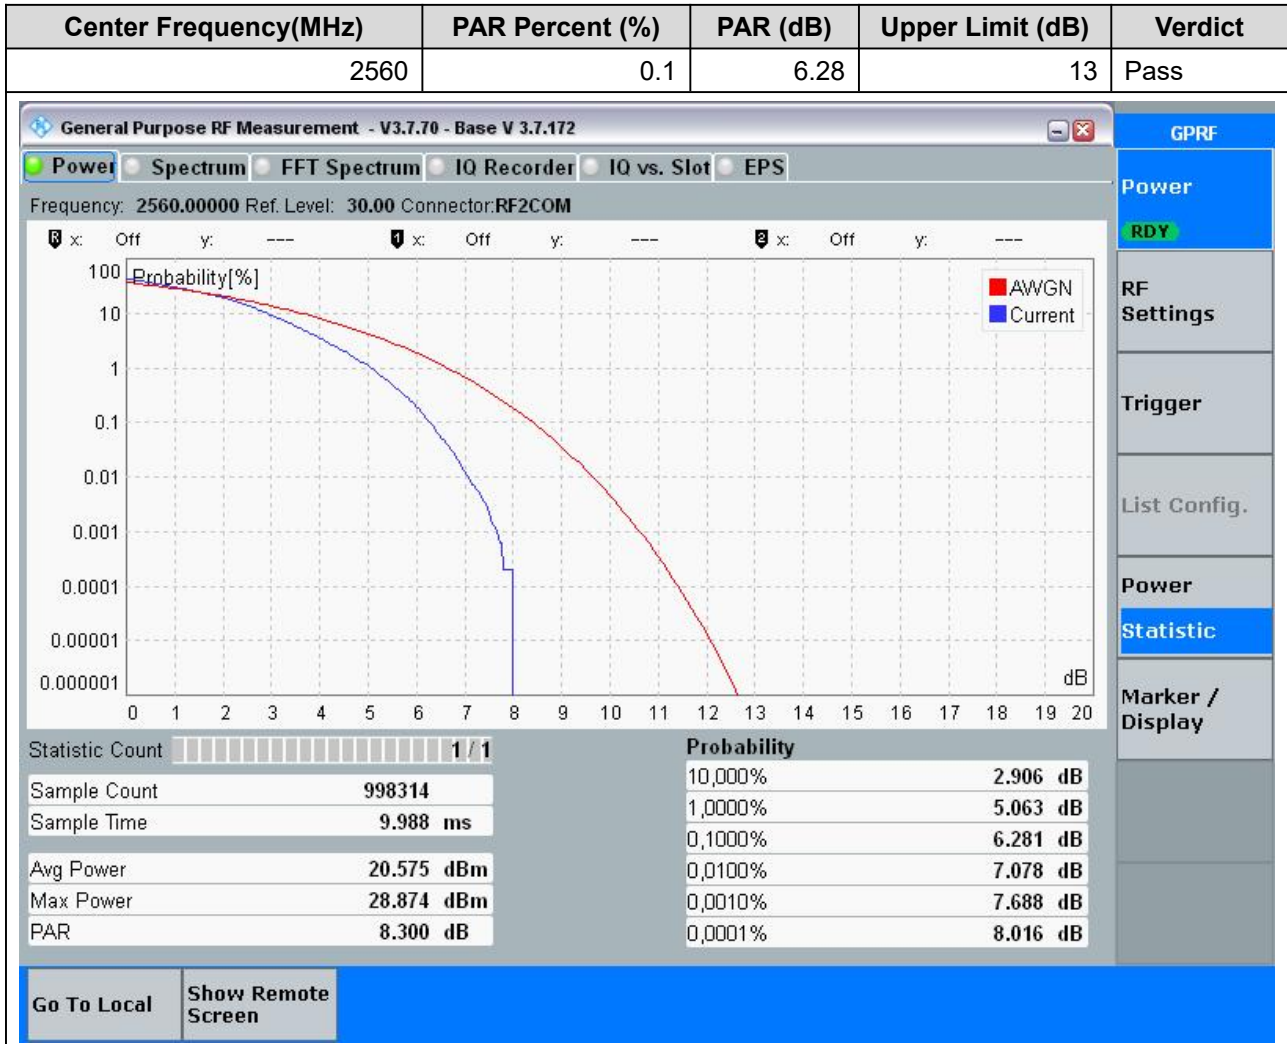 Center Frequency(MHz) PAR Percent (%) PAR (dB) Upper Limit (dB) Verdict
2560 0.1 6.28 13 Pass
General Purpose RF Measurement - V3.7.70 - Base V 3.7.172
GPRF
Power Spectrum FFT Spectrum IQ Recorder IQ vs. Slot EPS
Frequency: 2560.00000 Ref. Level: 30.00 Connector:RF2COM
R x: Off y: --- 1 x: Off y: --- 2 x: Off y: ---
Probability[%]
AWGN
Current
100
10
1
0.1
0.01
0.001
0.0001
0.00001
0.000001
dB
0 1 2 3 4 5 6 7 8 9 10 11 12 13 14 15 16 17 18 19 20
Statistic Count 1 / 1
Sample Count 998314
Sample Time 9.988 ms
Avg Power 20.575 dBm
Max Power 28.874 dBm
PAR 8.300 dB
Probability
10,000% 2.906 dB
1,0000% 5.063 dB
0,1000% 6.281 dB
0,0100% 7.078 dB
0,0010% 7.688 dB
0,0001% 8.016 dB
Power
RDY
RF
Settings
Trigger
List Config.
Power
Statistic
Marker /
Display
Go To Local
Show Remote
Screen